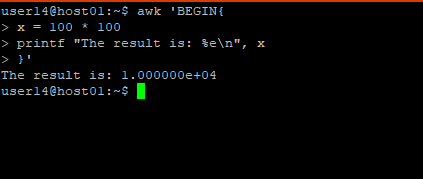 user14@host01:~$ awk 'BEGIN{
> x = 100 * 100
> printf "The result is: %e\n", x
> }'
The result is: 1.000000e+04
user14@host01:~$